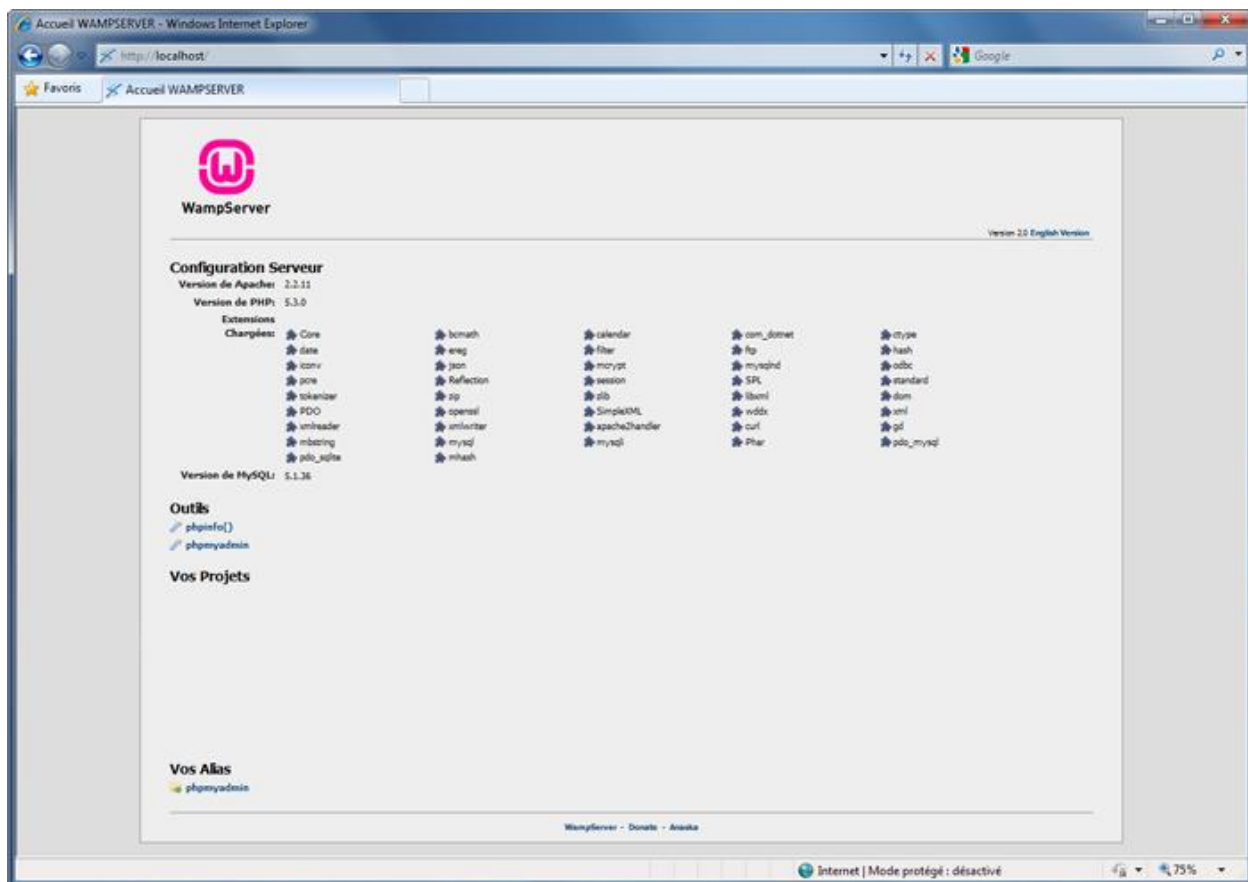 Accueil WAMPSERVER - Windows Internet Explorer
http://localhost/
Google
Favoris Accueil WAMPSERVER
WampServer
Version 2.0 English Version
Configuration Serveur
Version de Apache: 2.2.11
Version de PHP: 5.3.0
Extensions
Chargées: Core bcmath calendar com_dotnet ctype
date ereg filter ftp hash
iconv json mcrypt mysqlnd odbc
pcre Reflection session SPL standard
tokenizer zip zlib libxml dom
PDO openssl SimpleXML wddx xml
xmlreader xmlwriter apache2handler curl gd
mbstring mysql mysqli Phar pdo_mysql
pdo_sqlite mhash
Version de MySQL: 5.1.36
Outils
phpinfo()
phpmyadmin
Vos Projets
Vos Alias
phpmyadmin
WampServer - Donate - Anaska
Internet | Mode protégé : désactivé
75%